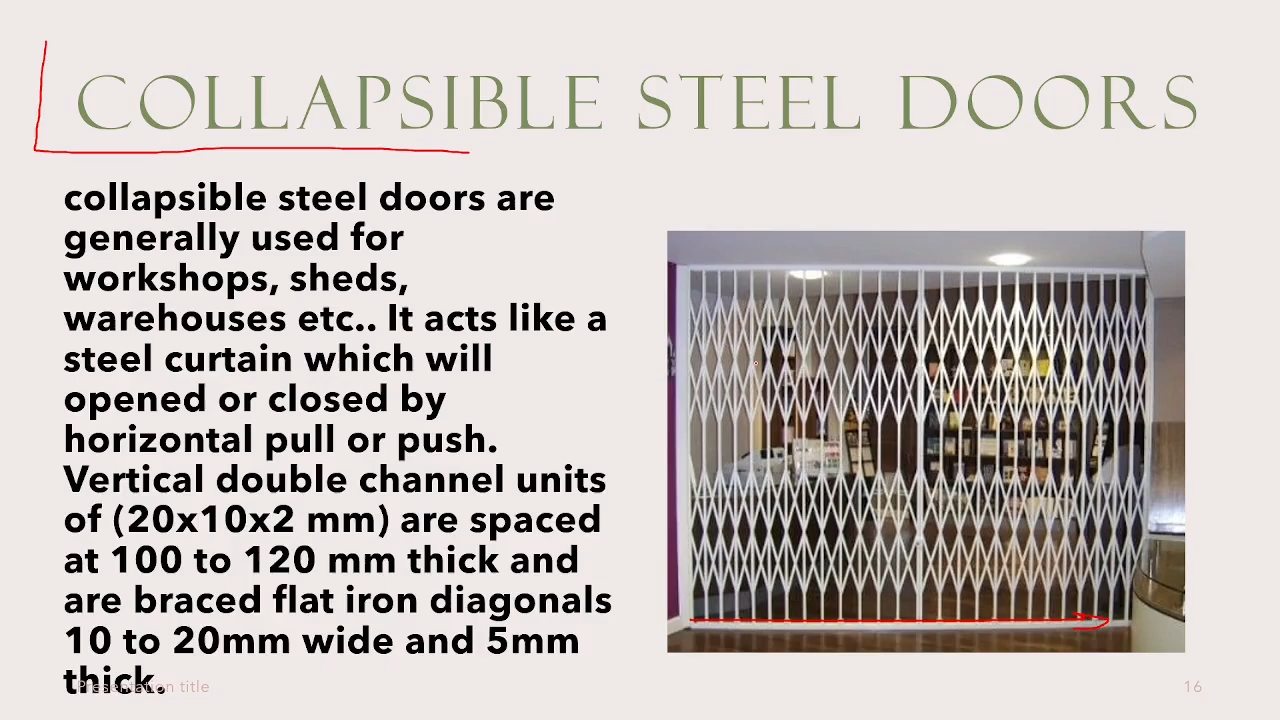 COLLAPSIBLE STEEL DOORS
collapsible steel doors are
generally used for
workshops, sheds,
warehouses etc.. It acts like a
steel curtain which will
opened or closed by
horizontal pull or push.
Vertical double channel units
of (20x10x2 mm) are spaced
at 100 to 120 mm thick and
are braced flat iron diagonals
10 to 20mm wide and 5mm
thick.
Presentation title
16